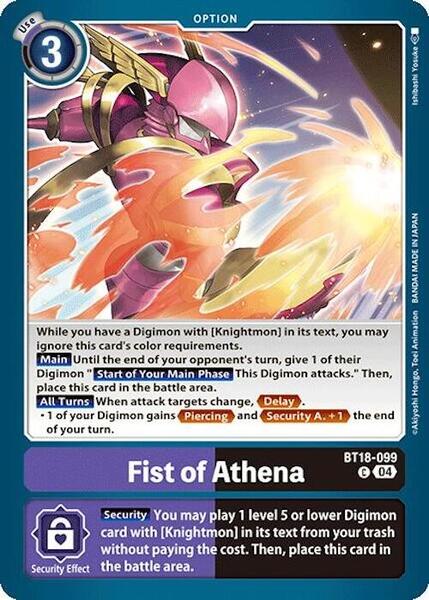 Use
3
OPTION
Ishibashi Yosuke
While you have a Digimon with [Knightmon] in its text, you may
ignore this card's color requirements.
Main Until the end of your opponent's turn, give 1 of their
Digimon " Start of Your Main Phase This Digimon attacks." Then,
place this card in the battle area.
All Turns When attack targets change, Delay.
・1 of your Digimon gains Piercing and Security A. +1 the end
of your turn.
©Akiyoshi Hongo, Toei Animation BANDAI MADE IN JAPAN
BT18-099
Fist of Athena
C 04
Security You may play 1 level 5 or lower Digimon
card with [Knightmon] in its text from your trash
without paying the cost. Then, place this card in
the battle area.
Security Effect